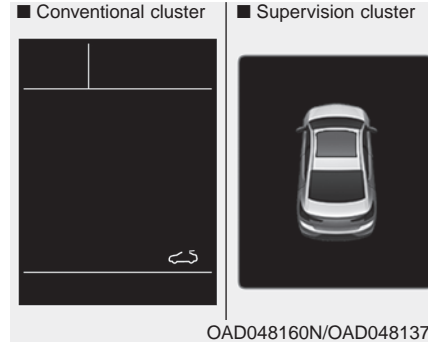 ■ Conventional cluster
■ Supervision cluster
OAD048160N/OAD048137